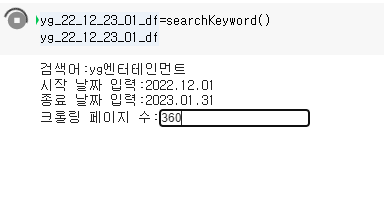 yg_22_12_23_01_df=searchKeyword()
yg_22_12_23_01_df
검색어:yg엔터테인먼트
시작 날짜 입력:2022.12.01
종료 날짜 입력:2023.01.31
크롤링 페이지 수:360